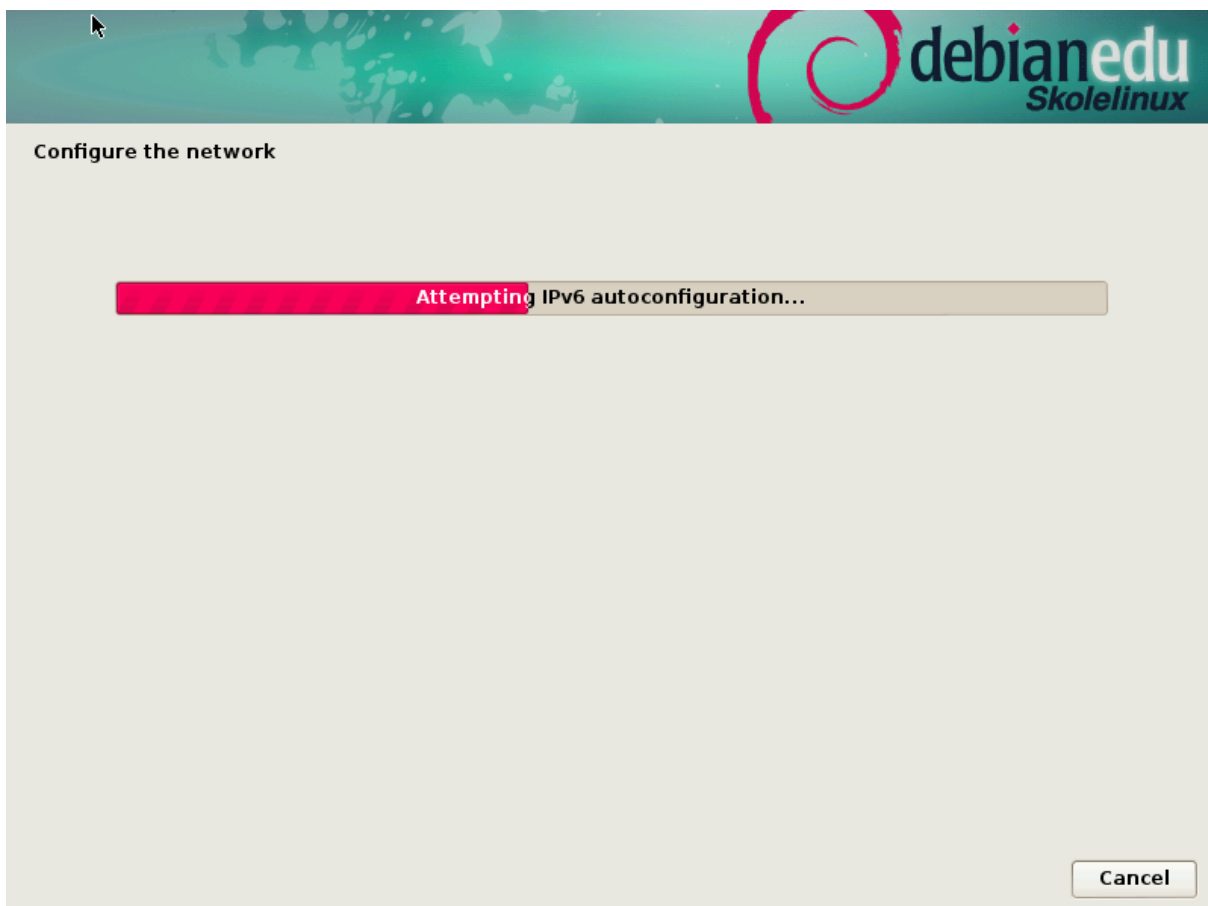 debianedu
Skolelinux
Configure the network
Attempting IPv6 autoconfiguration...
Cancel